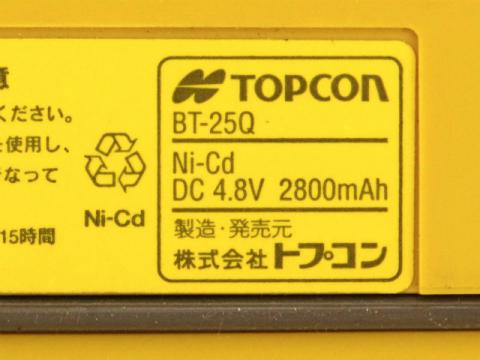 ください。
を使用し、
なって
Ni-Cd
15時間
TOPCON
BT-25Q
Ni-Cd
DC 4.8V 2800mAh
製造・発売元
株式会社トプコン